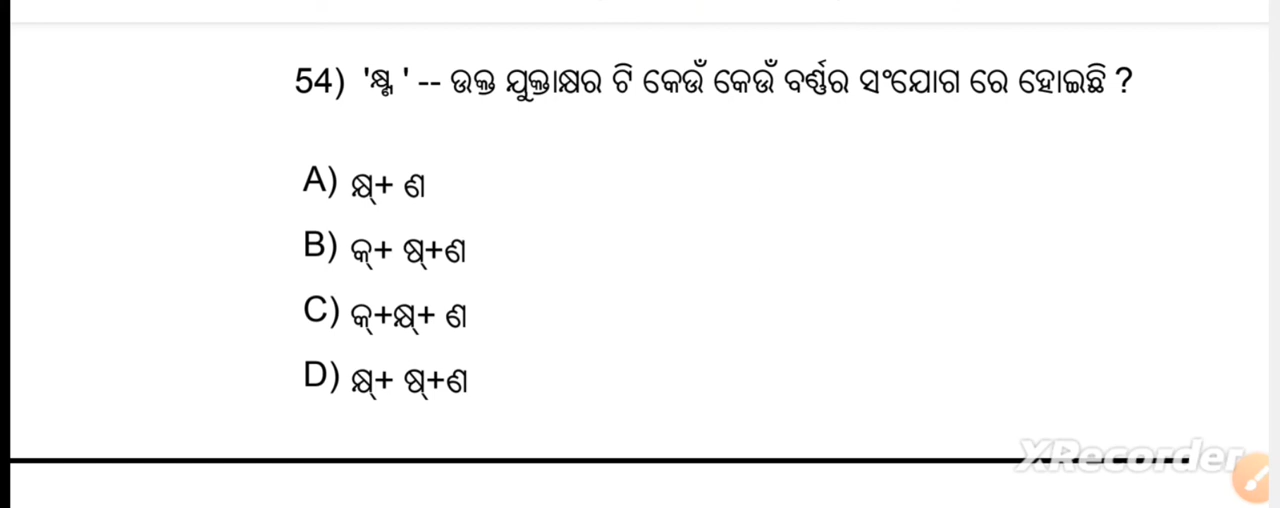 54) 'କ୍ଷ୍ଣ ' -- ଉକ୍ତ ଯୁକ୍ତାକ୍ଷର ଟି କେଉଁ କେଉଁ ବର୍ଣ୍ଣର ସଂଯୋଗ ରେ ହୋଇଛି ?
A) କ୍ଷ୍+ ଣ
B) କ୍+ ଷ୍+ଣ
C) କ୍+କ୍ଷ୍+ ଣ
D) କ୍ଷ୍+ ଷ୍+ଣ
XRecorder